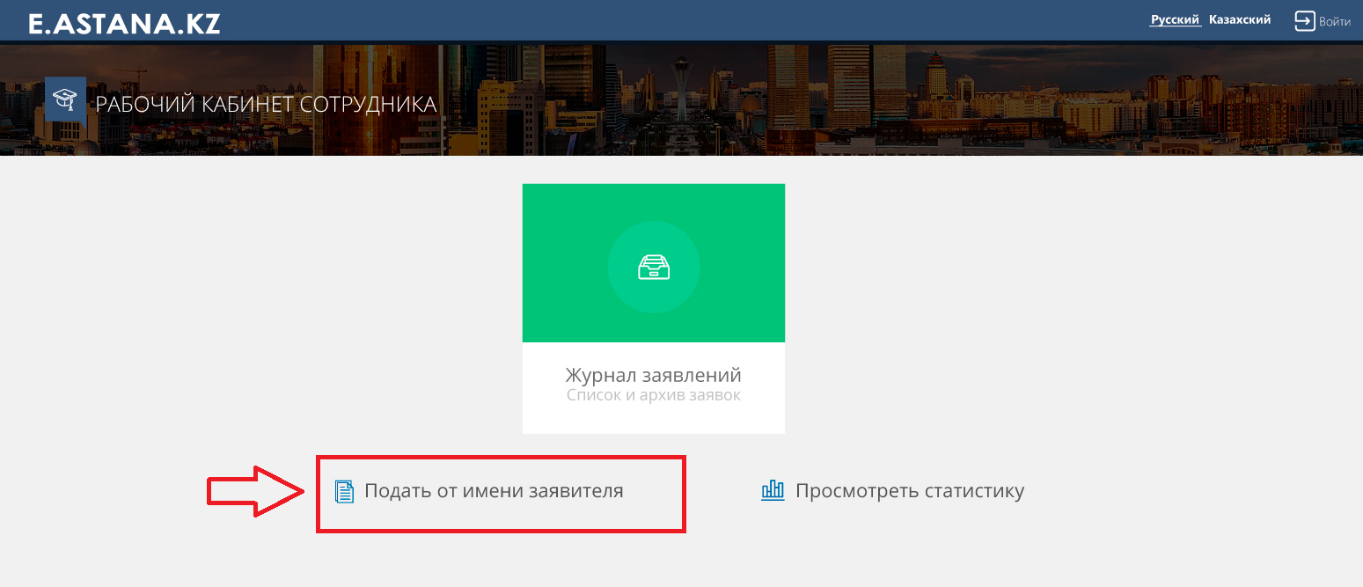 E.ASTANA.KZ
Русский Казахский Войти
РАБОЧИЙ КАБИНЕТ СОТРУДНИКА
Журнал заявлений
Список и архив заявок
Подать от имени заявителя
Просмотреть статистику